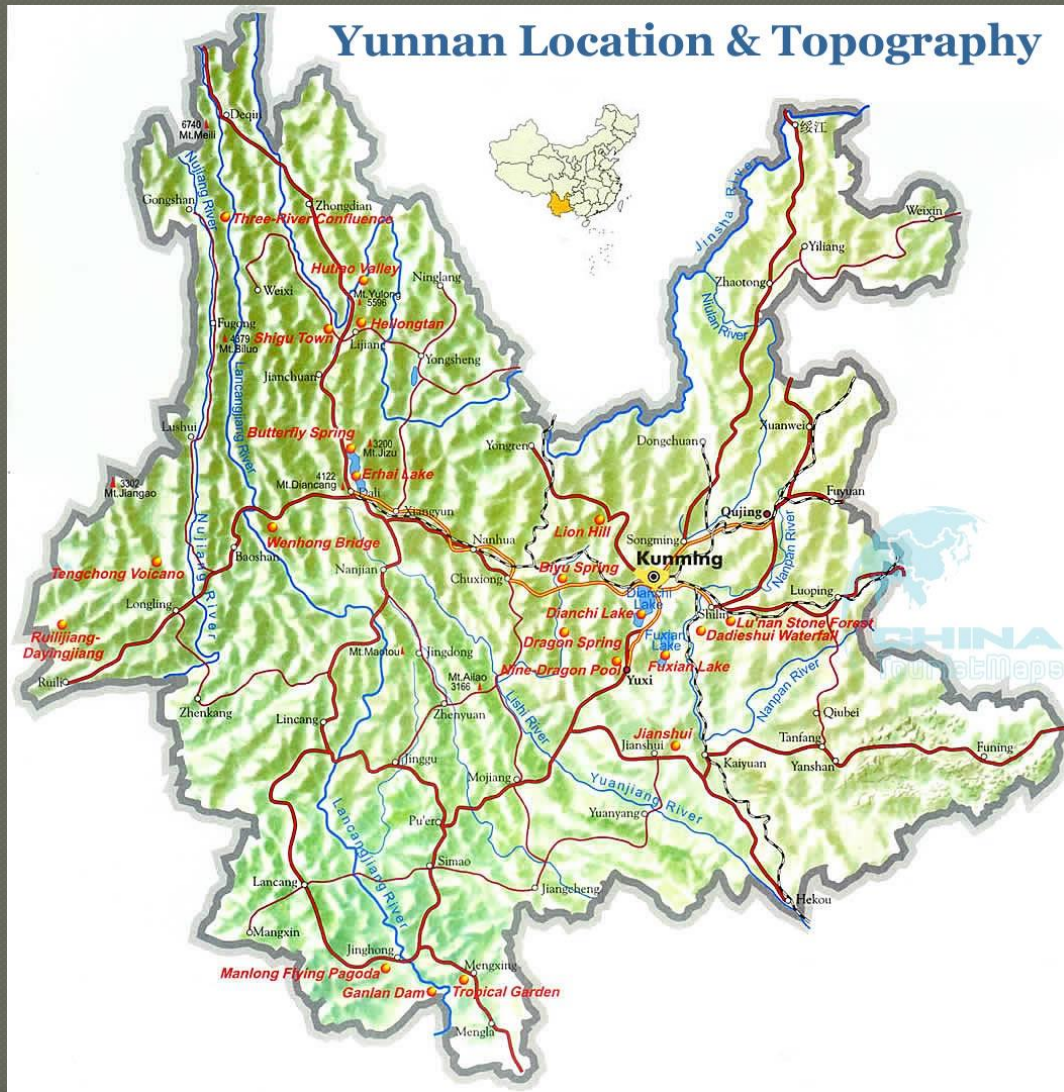 Yunnan Location & Topography
Deqin
6740
Mt.Meili
绥江
Nujiang River
Gongshan
Zhongdian
Three-River Confluence
Jinsha River
Weixin
Yiliang
Hutiao Valley
Ninglang
Zhaotong
Weixi
Mt.Yulong
5596
Niulan River
Fugong
Heilongtan
Shigu Town
Lijiang
4379
Mt.Biluo
Yongsheng
Lancangjiang River
Jianchuan
Lushui
Butterfly Spring
3200
Mt.Jizu
Yongren
Dongchuan
Xuanwei
Erhai Lake
3302
Mt.Jiangao
4122
Mt.Diancang
Dali
Fuyuan
Xiangyun
Qujing
Nujiang River
Wenhong Bridge
Lion Hill
Songming
Nanhua
Baoshan
Kunming
Nanpan River
Tengchong Volcano
Nanjian
Chuxiong
Biyu Spring
Dianchi
Lake
Luoping
Longling
Dianchi Lake
Shilin
Lu'nan Stone Forest
Ruilijiang-
Dayingjiang
Dragon Spring
Fuxian
Lake
Dadieshui Waterfall
CHINA
TouristMaps
Mt.Maotou
Jingdong
Nine-Dragon Pool
Fuxian Lake
Ruili
Mt.Ailao
3166
Yuxi
Nanpan River
Zhenkang
Zhenyuan
Lishi River
Qiubei
Lincang
Jianshui
Jianshui
Tanfang
Funing
Jinggu
Kaiyuan
Yanshan
Mojiang
Yuanjiang River
Lancangjiang River
Pu'er
Yuanyang
Simao
Lancang
Jiangcheng
Hekou
Mangxin
Jinghong
Manlong Flying Pagoda
Mengxing
Ganlan Dam
Tropical Garden
Mengla